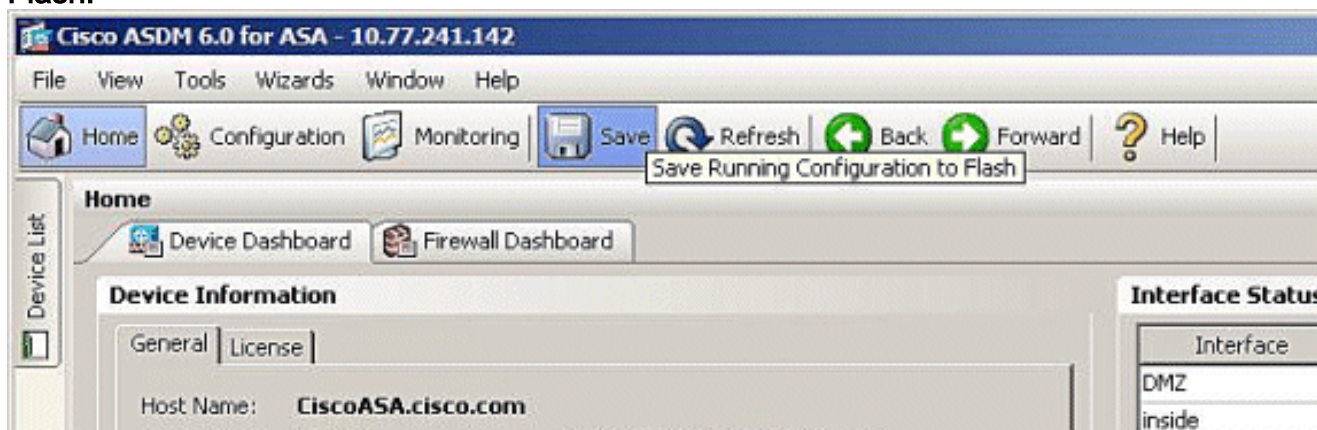 Flash.
Cisco ASDM 6.0 for ASA - 10.77.241.142
File View Tools Wizards Window Help
Home Configuration Monitoring Save Refresh Back Forward Help
Save Running Configuration to Flash
Home
Device List
Device Dashboard Firewall Dashboard
Device Information
Interface Status
General License
Interface
Host Name: CiscoASA.cisco.com
DMZ
inside